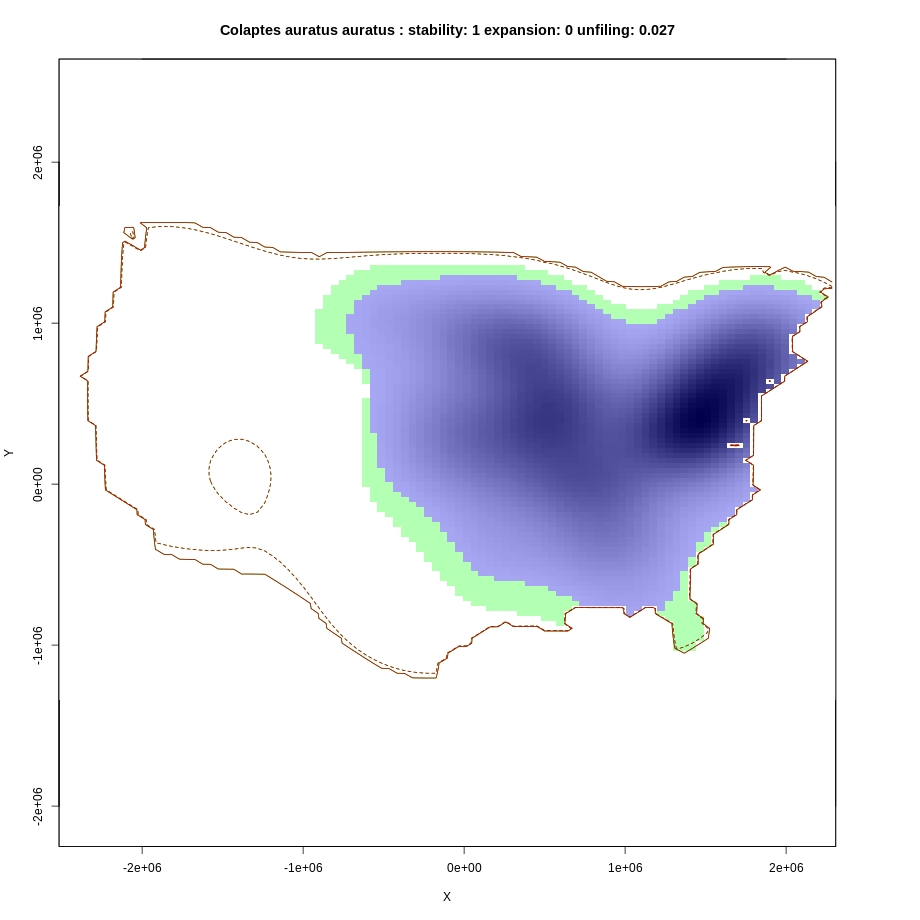 Colaptes auratus auratus : stability: 1 expansion: 0 unfiling: 0.027
2e+06
1e+06
0e+00
-1e+06
-2e+06
Y
-2e+06 -1e+06 0e+00 1e+06 2e+06
X